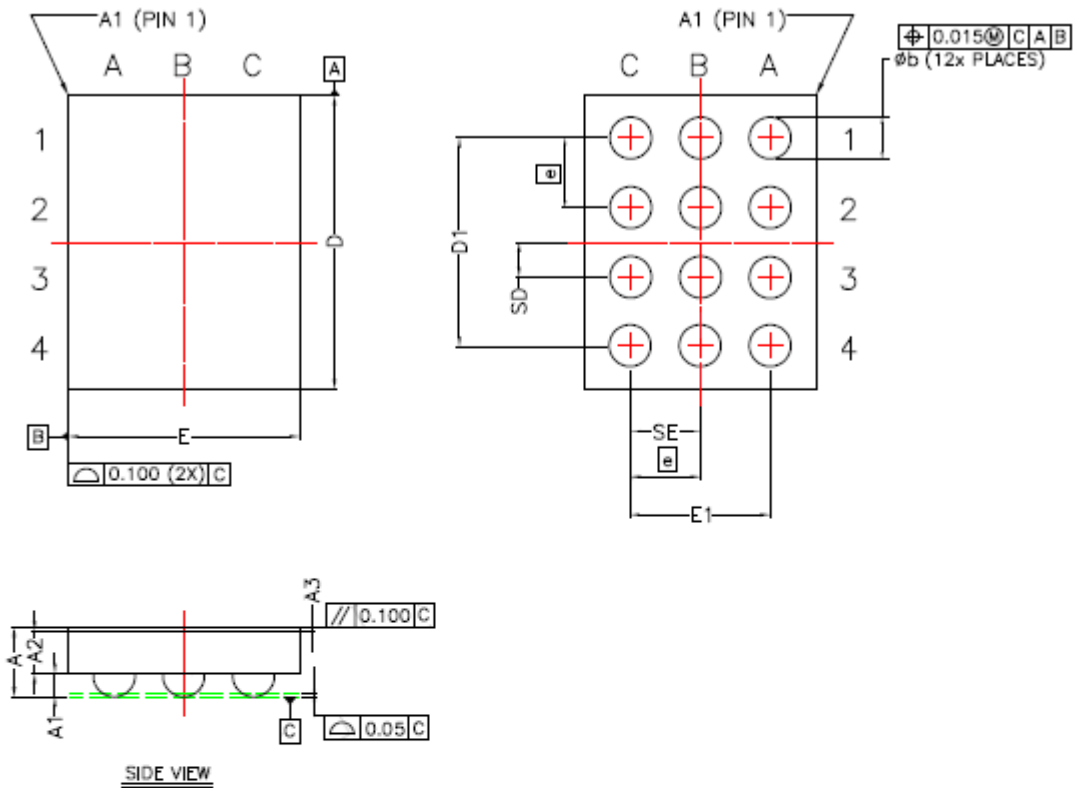 A1 (PIN 1)
A B C
A
1
2
3
4
D
B
E
0.100 (2X) C
A1 (PIN 1)
C B A
⌖ 0.015Ⓜ C A B
Øb (12x PLACES)
1
2
3
4
e
D1
SD
SE
e
E1
A
A2
A1
A3
// 0.100 C
C
0.05 C
SIDE VIEW